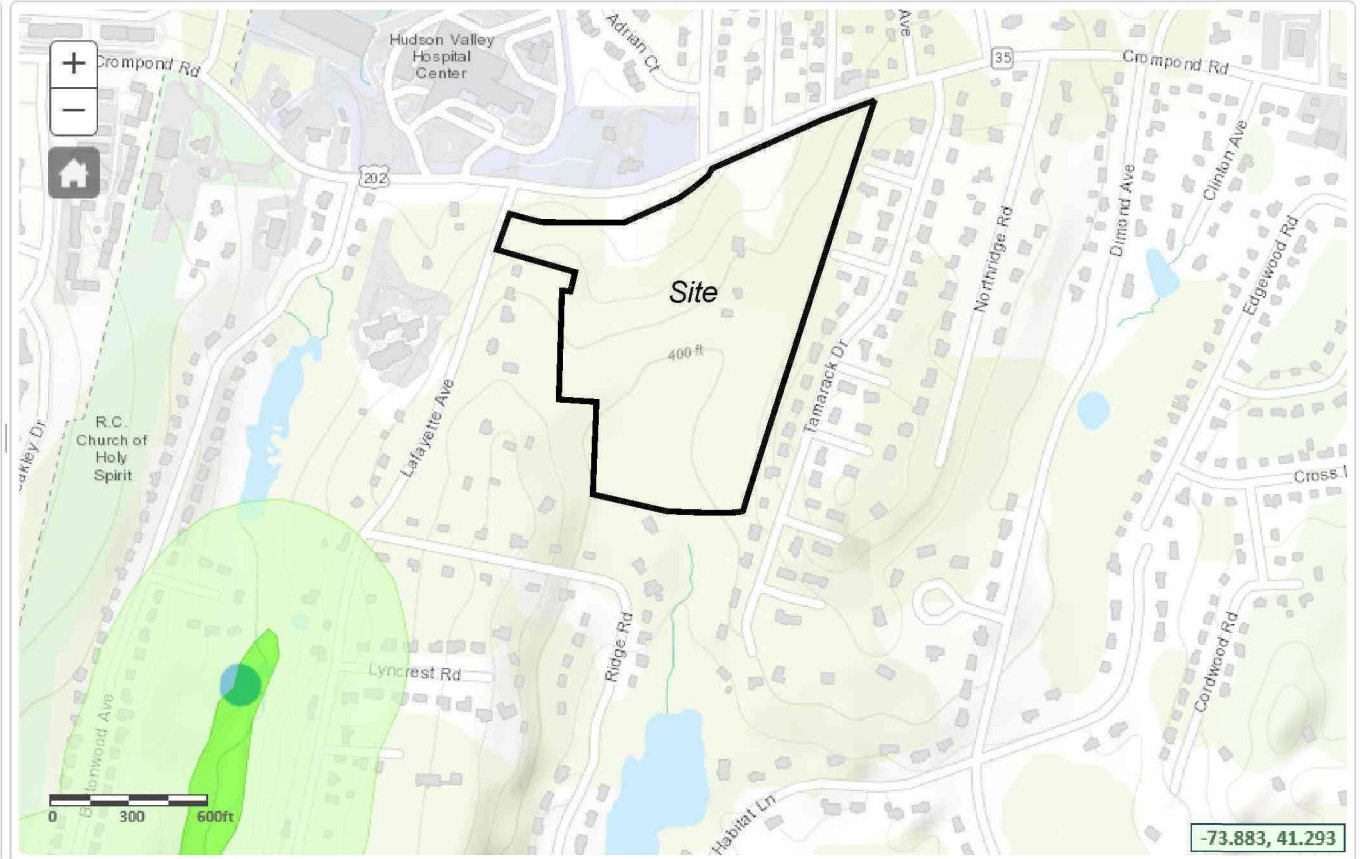 Adrian Ct
Ave
Hudson Valley
Hospital
Center
35
Crompond Rd
+
Crompond Rd
−
202
Clinton Ave
Dimond Ave
Northridge Rd
Edgewood Rd
Site
400 ft
Tamarack Dr
Lafayette Ave
R.C.
Church of
Holy
Spirit
Cross
Ridge Rd
Lyncrest Rd
Cordwood Rd
Ave
0 300 600ft
Habitat Ln
-73.883, 41.293